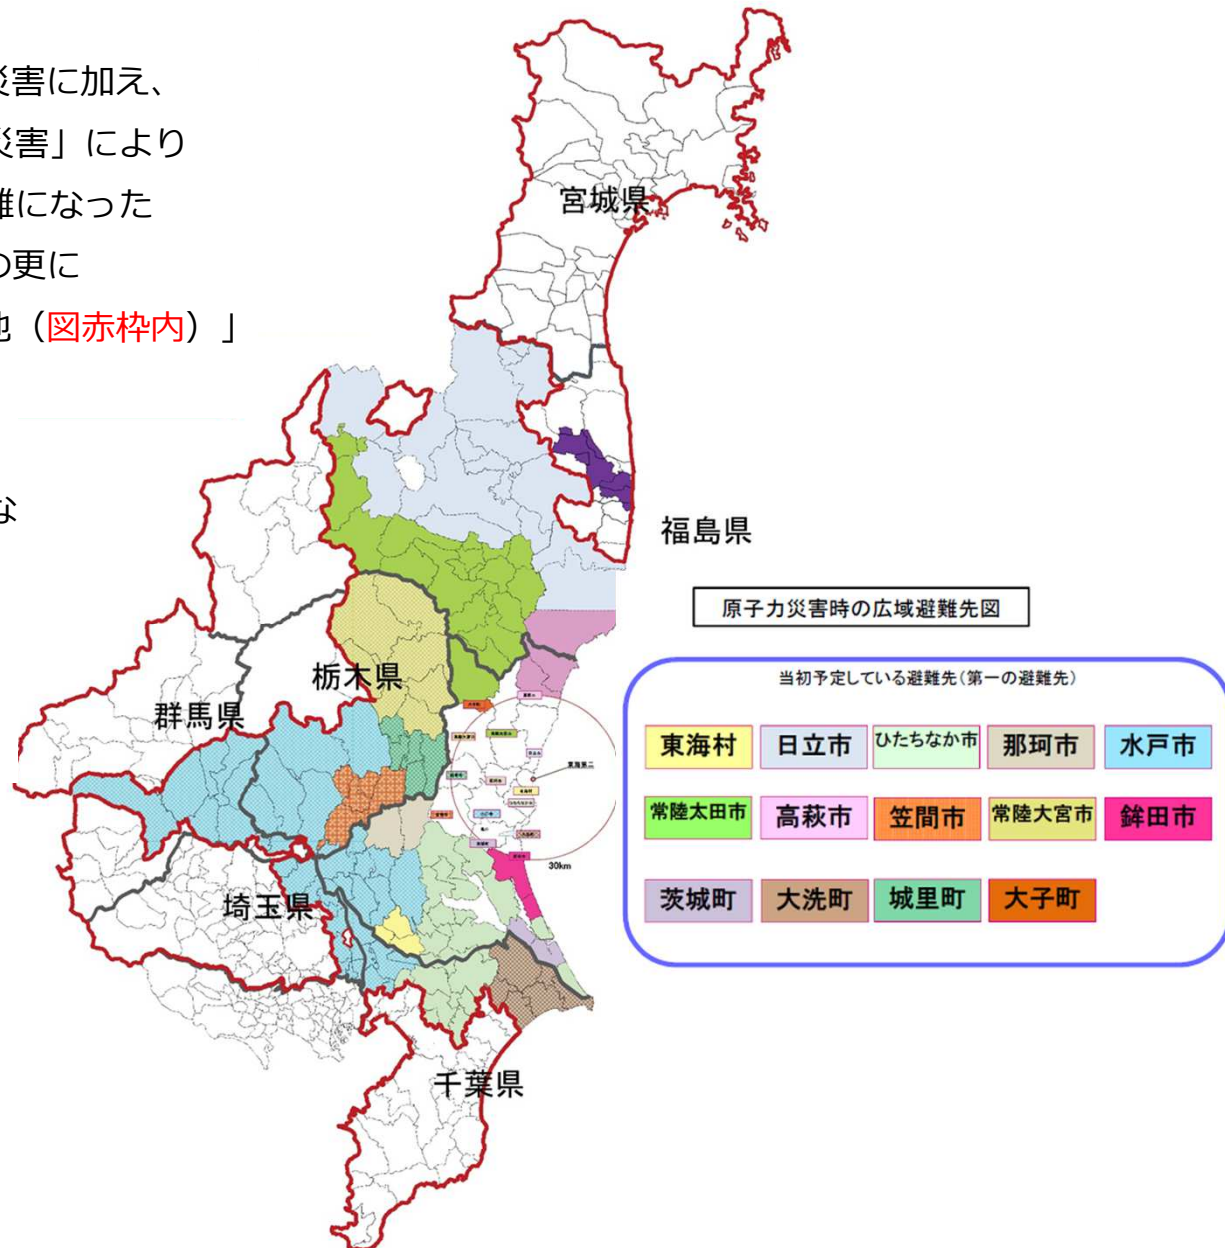 災害に加え、
災害」により
難になった
の更に
地（図赤枠内）」
な
宮城県
福島県
栃木県
群馬県
埼玉県
千葉県
東海第二
30km
原子力災害時の広域避難先図
当初予定している避難先(第一の避難先)
東海村 日立市 ひたちなか市 那珂市 水戸市
常陸太田市 高萩市 笠間市 常陸大宮市 鉾田市
茨城町 大洗町 城里町 大子町